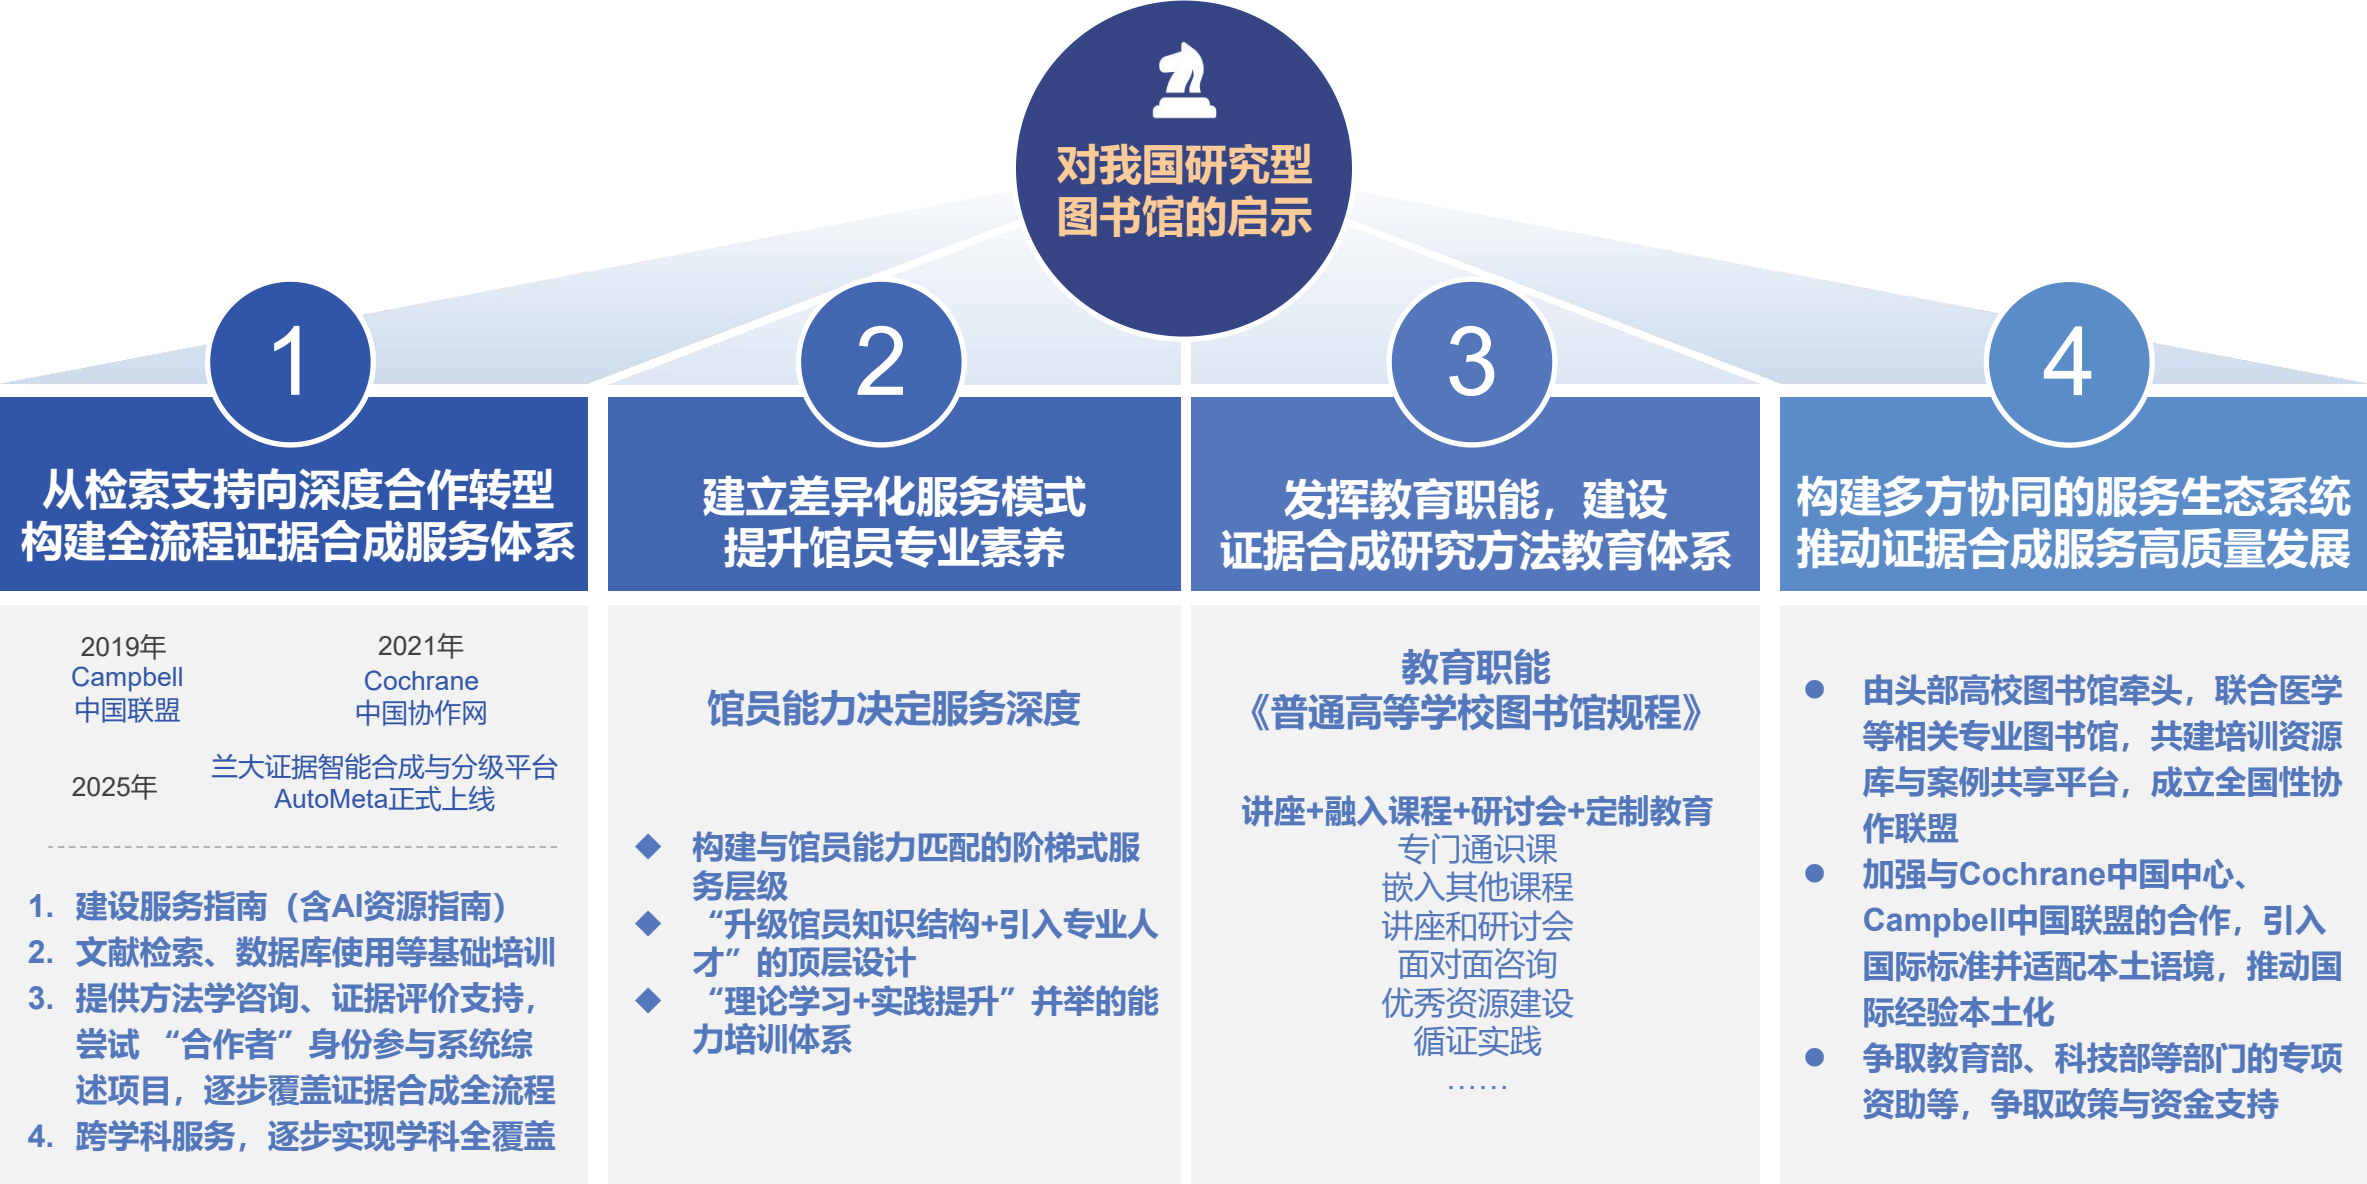 对我国研究型
图书馆的启示
1
从检索支持向深度合作转型
构建全流程证据合成服务体系
2019年
Campbell
中国联盟
2021年
Cochrane
中国协作网
2025年
兰大证据智能合成与分级平台
AutoMeta正式上线
1. 建设服务指南（含AI资源指南）
2. 文献检索、数据库使用等基础培训
3. 提供方法学咨询、证据评价支持，
尝试 “合作者”身份参与系统综
述项目，逐步覆盖证据合成全流程
4. 跨学科服务，逐步实现学科全覆盖
2
建立差异化服务模式
提升馆员专业素养
馆员能力决定服务深度
◆ 构建与馆员能力匹配的阶梯式服
务层级
◆ “升级馆员知识结构+引入专业人
才”的顶层设计
◆ “理论学习+实践提升”并举的能
力培训体系
3
发挥教育职能，建设
证据合成研究方法教育体系
教育职能
《普通高等学校图书馆规程》
讲座+融入课程+研讨会+定制教育
专门通识课
嵌入其他课程
讲座和研讨会
面对面咨询
优秀资源建设
循证实践
……
4
构建多方协同的服务生态系统
推动证据合成服务高质量发展
● 由头部高校图书馆牵头，联合医学
等相关专业图书馆，共建培训资源
库与案例共享平台，成立全国性协
作联盟
● 加强与Cochrane中国中心、
Campbell中国联盟的合作，引入
国际标准并适配本土语境，推动国
际经验本土化
● 争取教育部、科技部等部门的专项
资助等，争取政策与资金支持